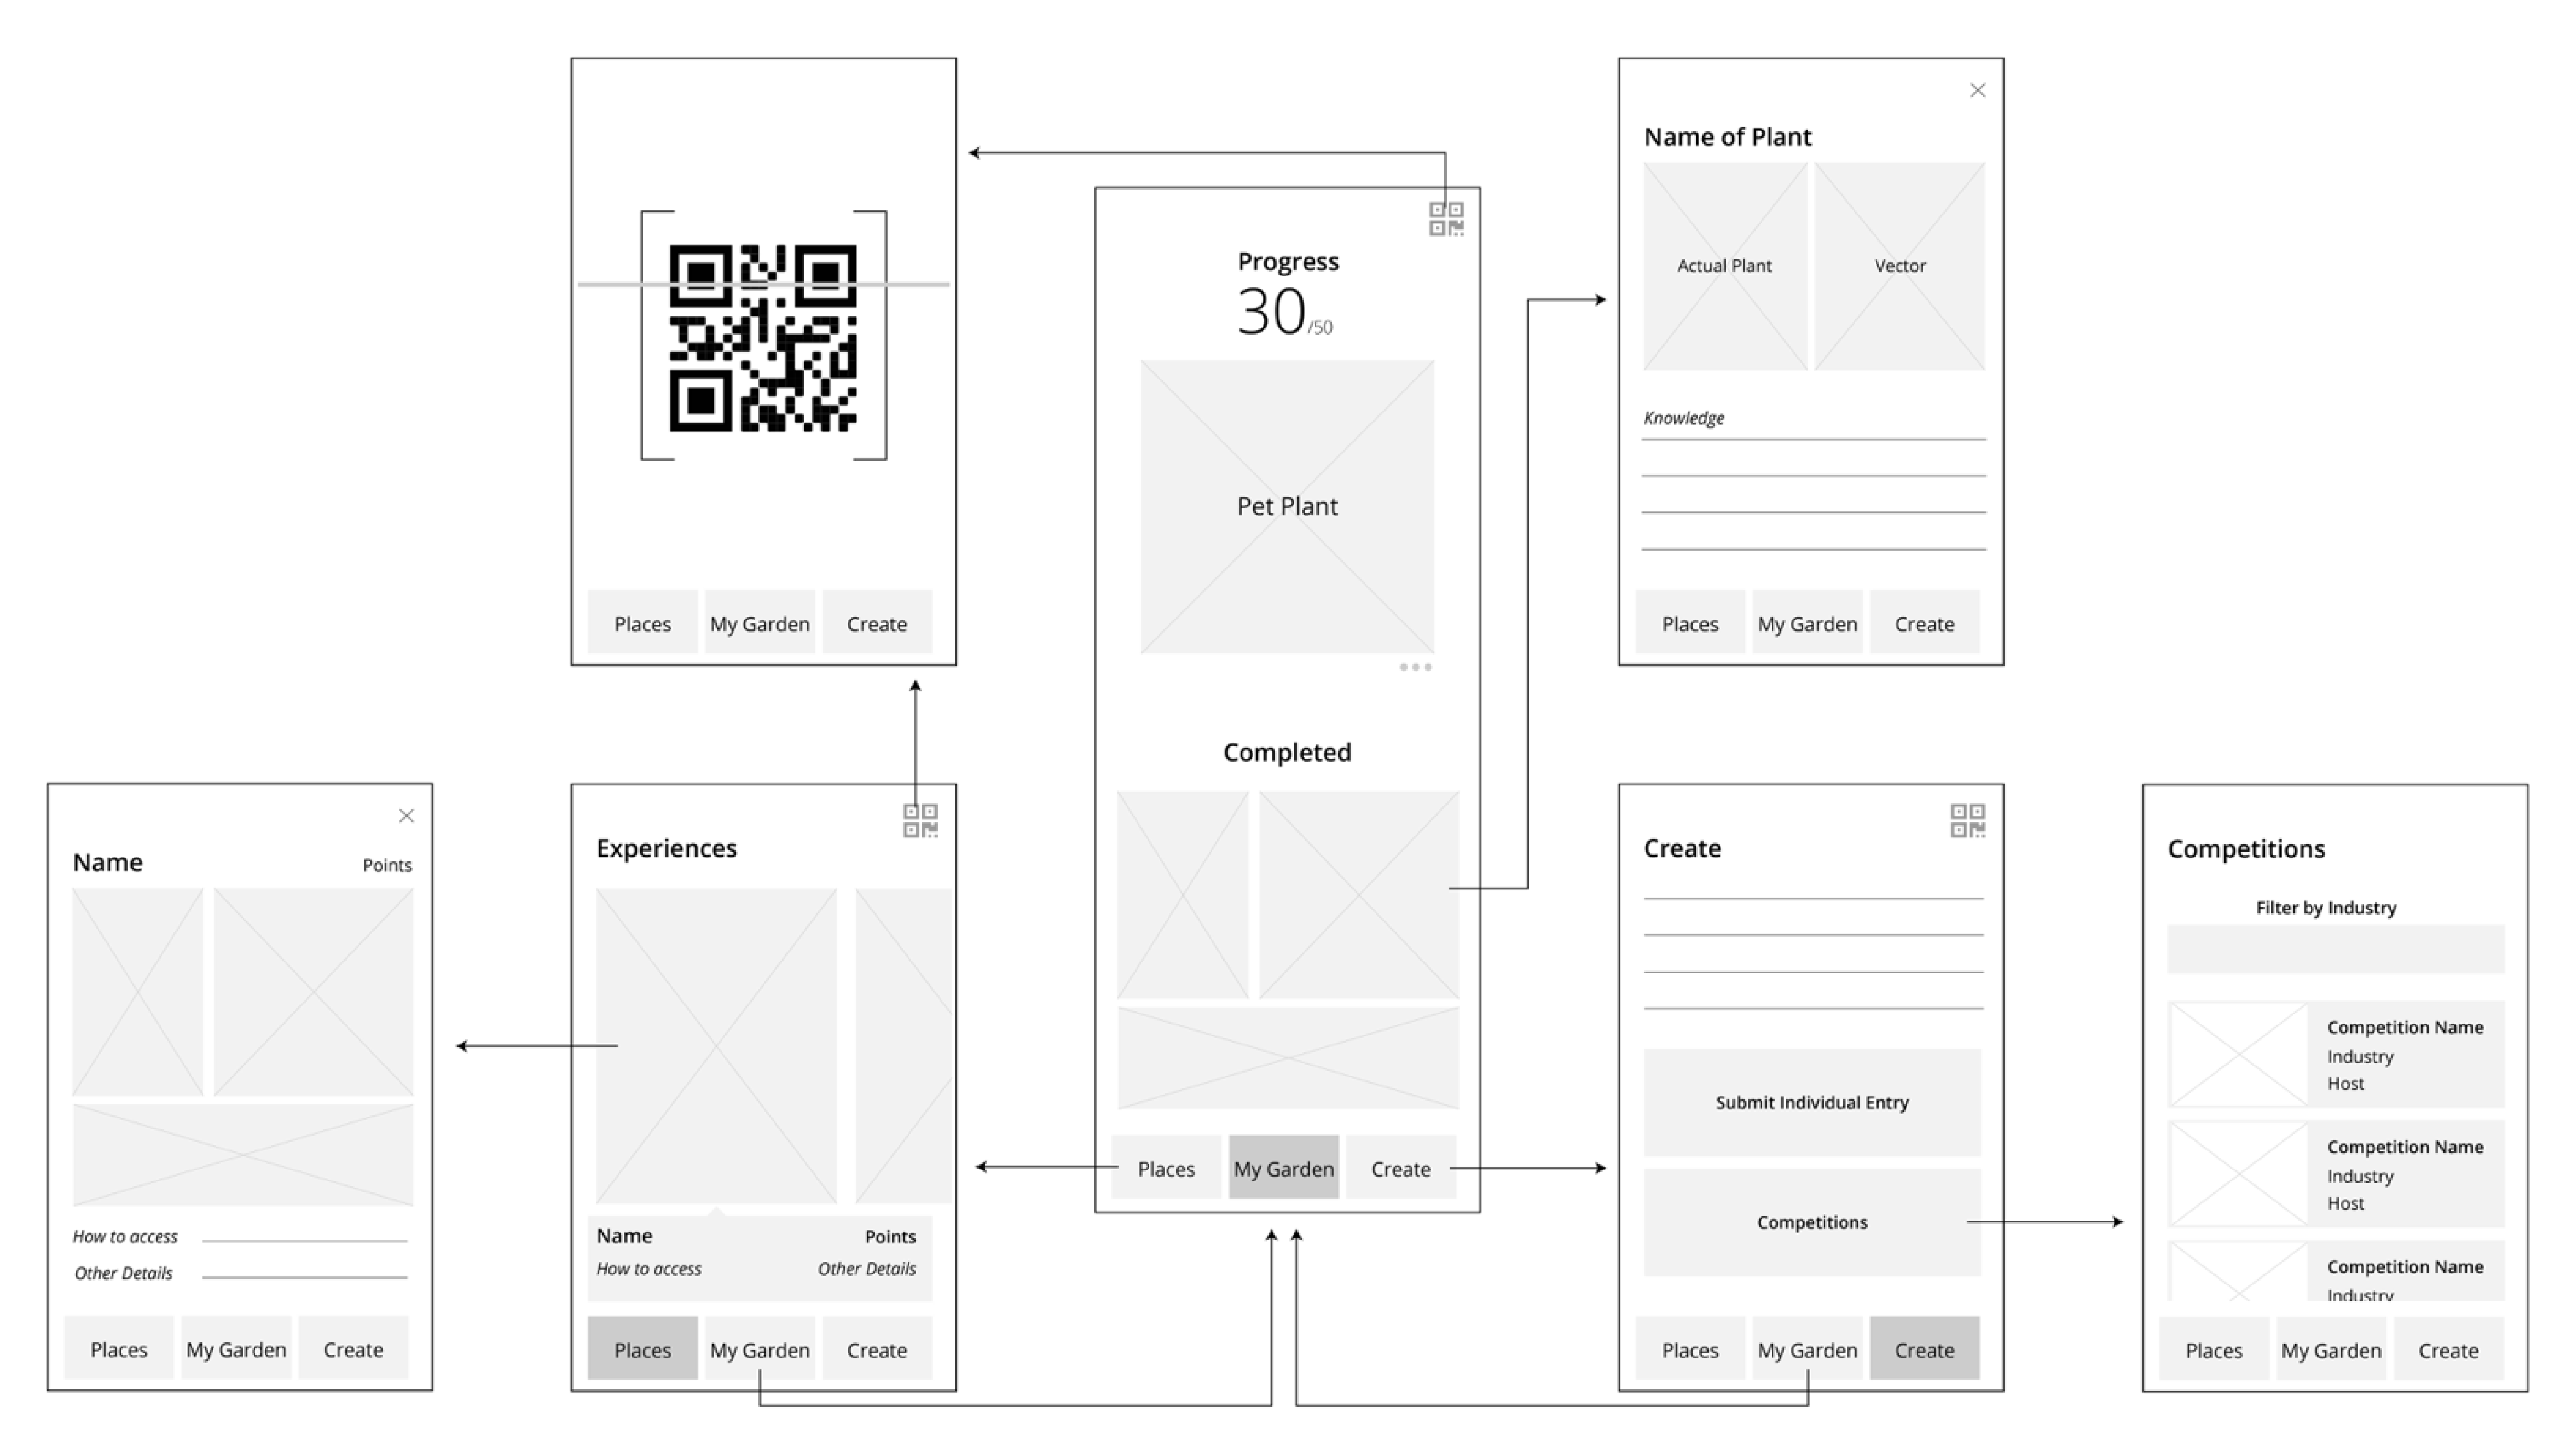 Places
My Garden
Create
Progress
30/50
Pet Plant
Completed
Places
My Garden
Create
Name of Plant
Actual Plant
Vector
Knowledge
Places
My Garden
Create
Name
Points
How to access
Other Details
Places
My Garden
Create
Experiences
Name
Points
How to access
Other Details
Places
My Garden
Create
Create
Submit Individual Entry
Competitions
Places
My Garden
Create
Competitions
Filter by Industry
Competition Name
Industry
Host
Competition Name
Industry
Host
Competition Name
Industry
Places
My Garden
Create